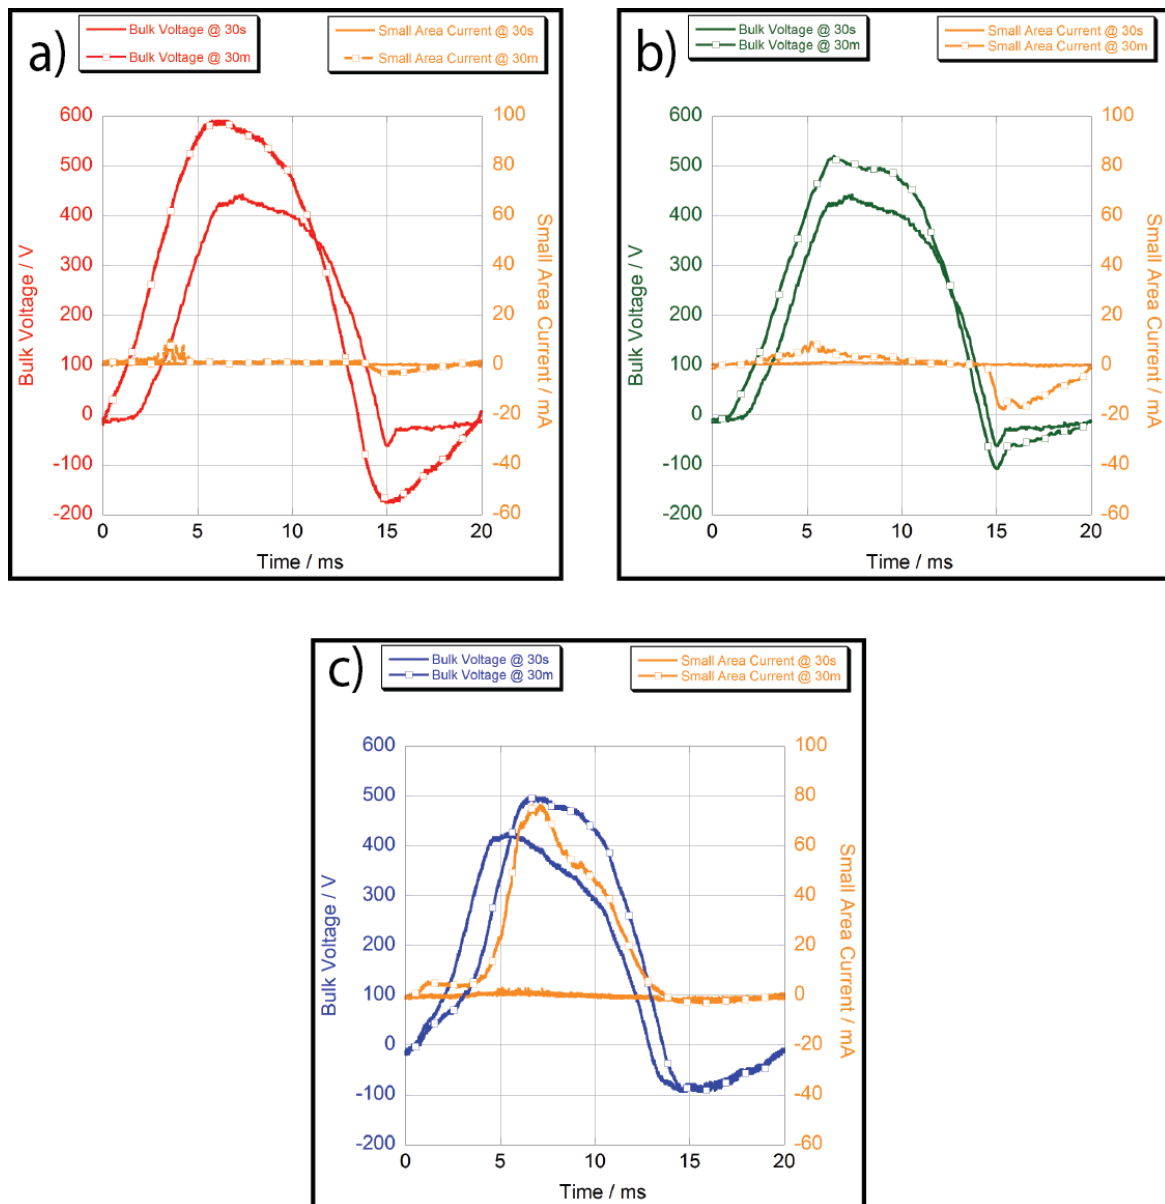 a)
Bulk Voltage @ 30s
Bulk Voltage @ 30m
Small Area Current @ 30s
Small Area Current @ 30m
600
500
400
300
200
100
0
-100
-200
Bulk Voltage / V
100
80
60
40
20
0
-20
-40
-60
Small Area Current / mA
0
5
10
15
20
Time / ms
b)
Bulk Voltage @ 30s
Bulk Voltage @ 30m
Small Area Current @ 30s
Small Area Current @ 30m
600
500
400
300
200
100
0
-100
-200
Bulk Voltage / V
100
80
60
40
20
0
-20
-40
-60
Small Area Current / mA
0
5
10
15
20
Time / ms
c)
Bulk Voltage @ 30s
Bulk Voltage @ 30m
Small Area Current @ 30s
Small Area Current @ 30m
600
500
400
300
200
100
0
-100
-200
Bulk Voltage / V
100
80
60
40
20
0
-20
-40
-60
Small Area Current / mA
0
5
10
15
20
Time / ms